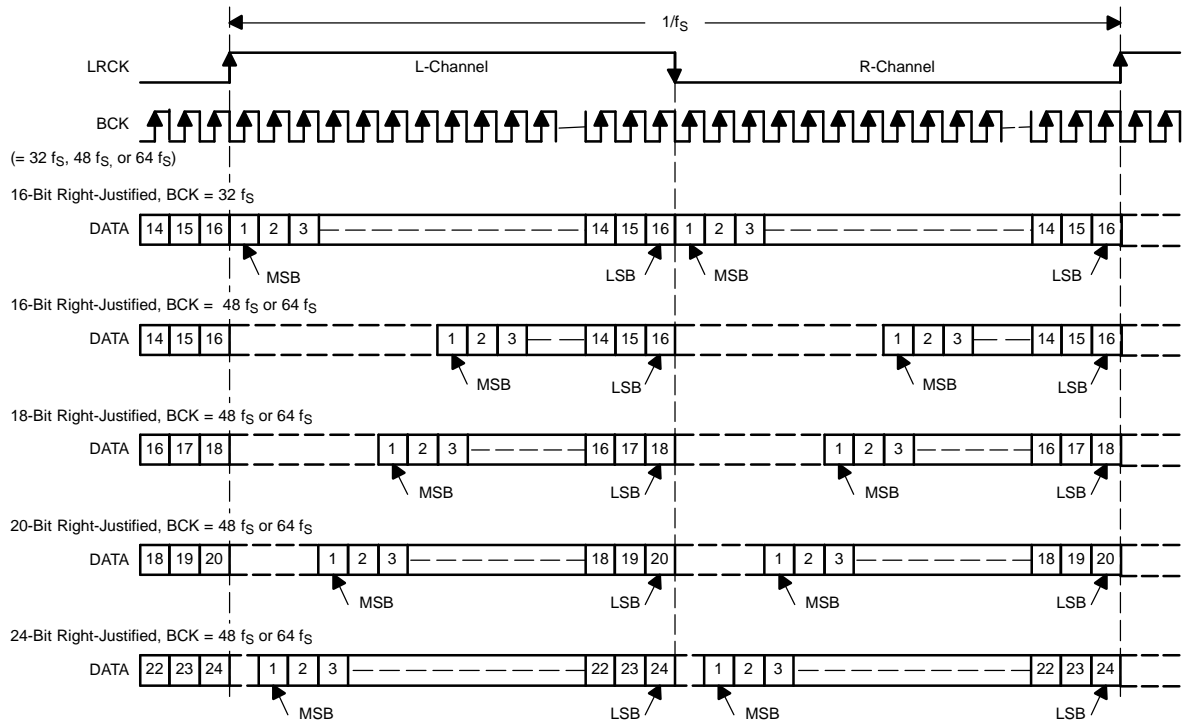 1/fS
LRCK L-Channel R-Channel
BCK
(= 32 fS, 48 fS, or 64 fS)
16-Bit Right-Justified, BCK = 32 fS
DATA 14 15 16 1 2 3 14 15 16 1 2 3 14 15 16
MSB LSB MSB LSB
16-Bit Right-Justified, BCK = 48 fS or 64 fS
DATA 14 15 16 1 2 3 14 15 16 1 2 3 14 15 16
MSB LSB MSB LSB
18-Bit Right-Justified, BCK = 48 fS or 64 fS
DATA 16 17 18 1 2 3 16 17 18 1 2 3 16 17 18
MSB LSB MSB LSB
20-Bit Right-Justified, BCK = 48 fS or 64 fS
DATA 18 19 20 1 2 3 18 19 20 1 2 3 18 19 20
MSB LSB MSB LSB
24-Bit Right-Justified, BCK = 48 fS or 64 fS
DATA 22 23 24 1 2 3 22 23 24 1 2 3 22 23 24
MSB LSB MSB LSB